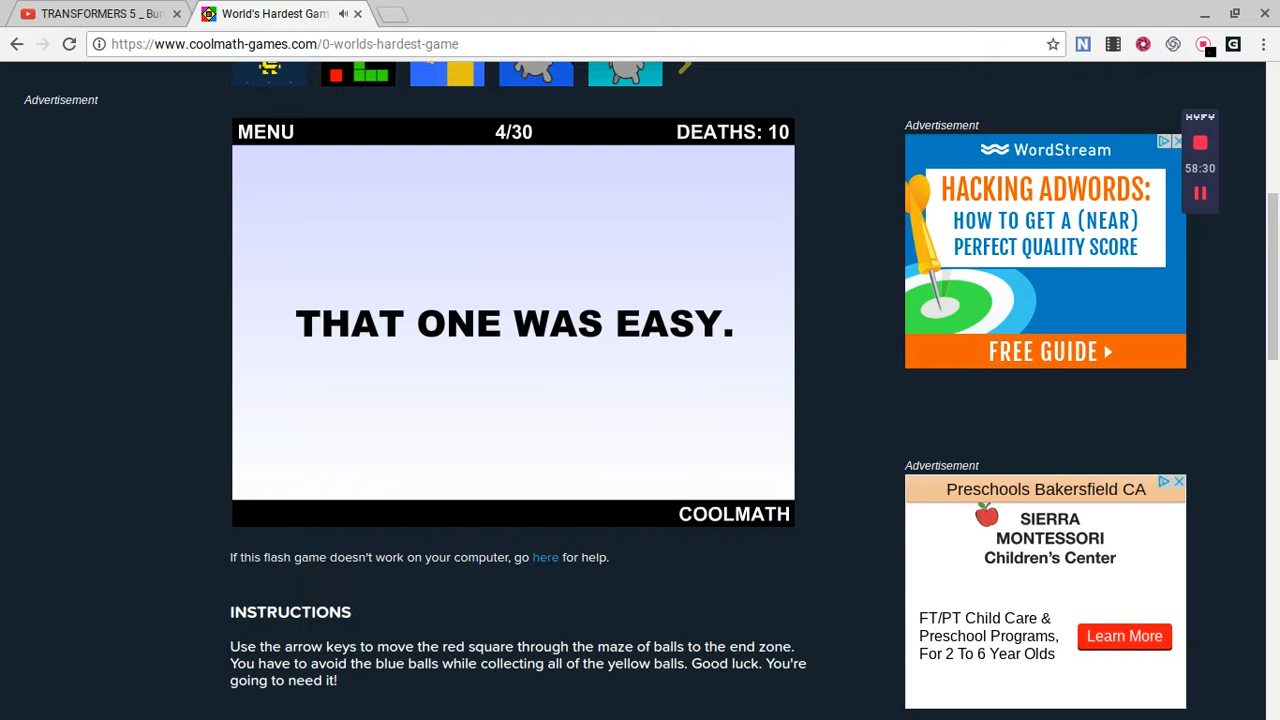 TRANSFORMERS 5 _ Bu
World's Hardest Gam
https://www.coolmath-games.com/0-worlds-hardest-game
Advertisement
MENU 4/30 DEATHS: 10
THAT ONE WAS EASY.
COOLMATH
If this flash game doesn't work on your computer, go here for help.
INSTRUCTIONS
Use the arrow keys to move the red square through the maze of balls to the end zone.
You have to avoid the blue balls while collecting all of the yellow balls. Good luck. You're
going to need it!
Advertisement
WordStream
HACKING ADWORDS:
HOW TO GET A (NEAR)
PERFECT QUALITY SCORE
FREE GUIDE
HYFY
58:30
Advertisement
Preschools Bakersfield CA
SIERRA
MONTESSORI
Children's Center
FT/PT Child Care &
Preschool Programs,
For 2 To 6 Year Olds
Learn More